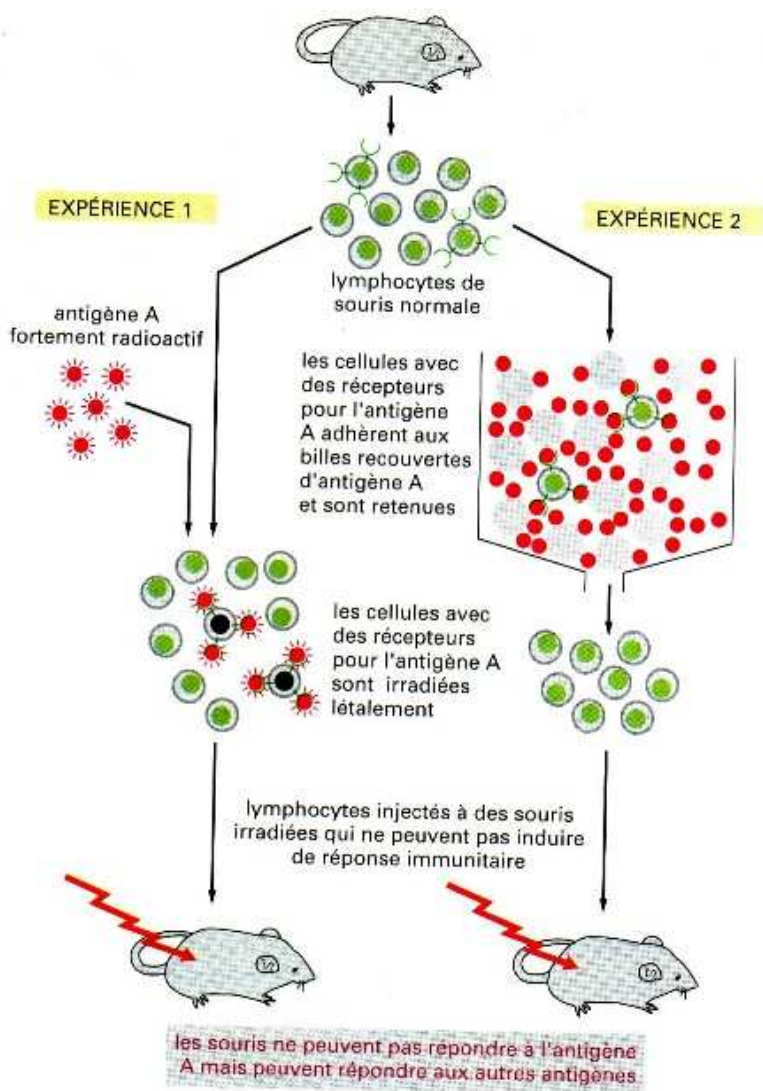 EXPÉRIENCE 1
EXPÉRIENCE 2
lymphocytes de
souris normale
antigène A
fortement radioactif
les cellules avec
des récepteurs
pour l'antigène
A adhèrent aux
billes recouvertes
d'antigène A
et sont retenues
les cellules avec
des récepteurs
pour l'antigène A
sont irradiées
létalement
lymphocytes injectés à des souris
irradiées qui ne peuvent pas induire
de réponse immunitaire
les souris ne peuvent pas répondre à l'antigène
A mais peuvent répondre aux autres antigènes